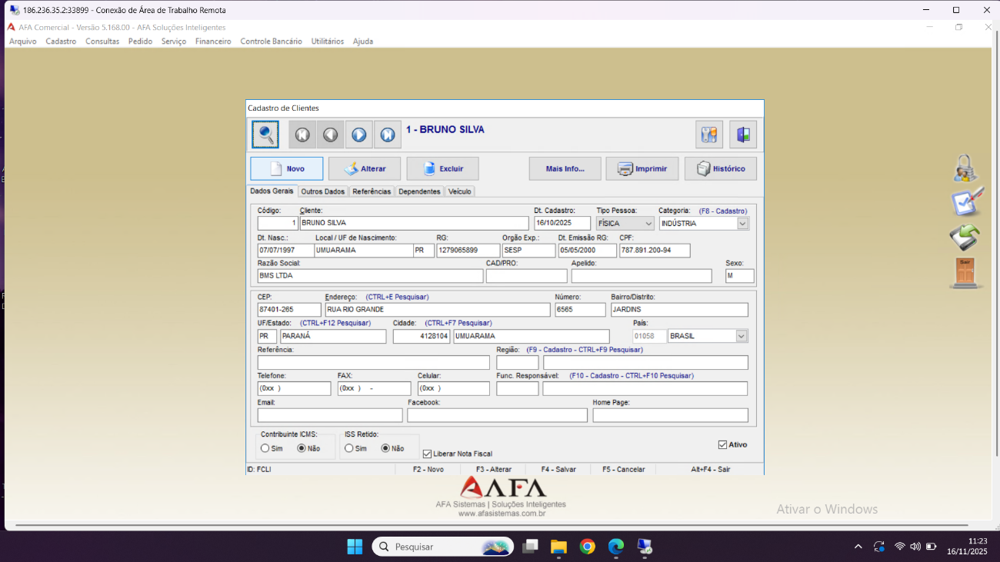 186.236.35.2:33899 - Conexão de Área de Trabalho Remota
AFA Comercial - Versão 5.168.00 - AFA Soluções Inteligentes
Arquivo Cadastro Consultas Pedido Serviço Financeiro Controle Bancário Utilitários Ajuda
Cadastro de Clientes
1 - BRUNO SILVA
Novo Alterar Excluir Mais Info... Imprimir Histórico
Dados Gerais Outros Dados Referências Dependentes Veículo
Código: Cliente: Dt. Cadastro: Tipo Pessoa: Categoria: (F8 - Cadastro)
1 BRUNO SILVA 16/10/2025 FÍSICA INDÚSTRIA
Dt. Nasc.: Local / UF de Nascimento: RG: Orgão Exp.: Dt. Emissão RG: CPF:
07/07/1997 UMUARAMA PR 1279065899 SESP 05/05/2000 787.891.200-94
Razão Social: CAD/PRO: Apelido: Sexo:
BMS LTDA M
CEP: Endereço: (CTRL+E Pesquisar) Número: Bairro/Distrito:
87401-265 RUA RIO GRANDE 6565 JARDINS
UF/Estado: (CTRL+F12 Pesquisar) Cidade: (CTRL+F7 Pesquisar) País:
PR PARANÁ 4128104 UMUARAMA 01058 BRASIL
Referência: Região: (F9 - Cadastro - CTRL+F9 Pesquisar)
Telefone: FAX: Celular: Func. Responsável: (F10 - Cadastro - CTRL+F10 Pesquisar)
(0xx ) (0xx ) - (0xx )
Email: Facebook: Home Page:
Contribuinte ICMS: ISS Retido:
Sim Não Sim Não Liberar Nota Fiscal Ativo
ID: FCLI F2 - Novo F3 - Alterar F4 - Salvar F5 - Cancelar Alt+F4 - Sair
Sair
AFA
AFA Sistemas | Soluções Inteligentes
www.afasistemas.com.br
Ativar o Windows
Pesquisar
11:23
16/11/2025